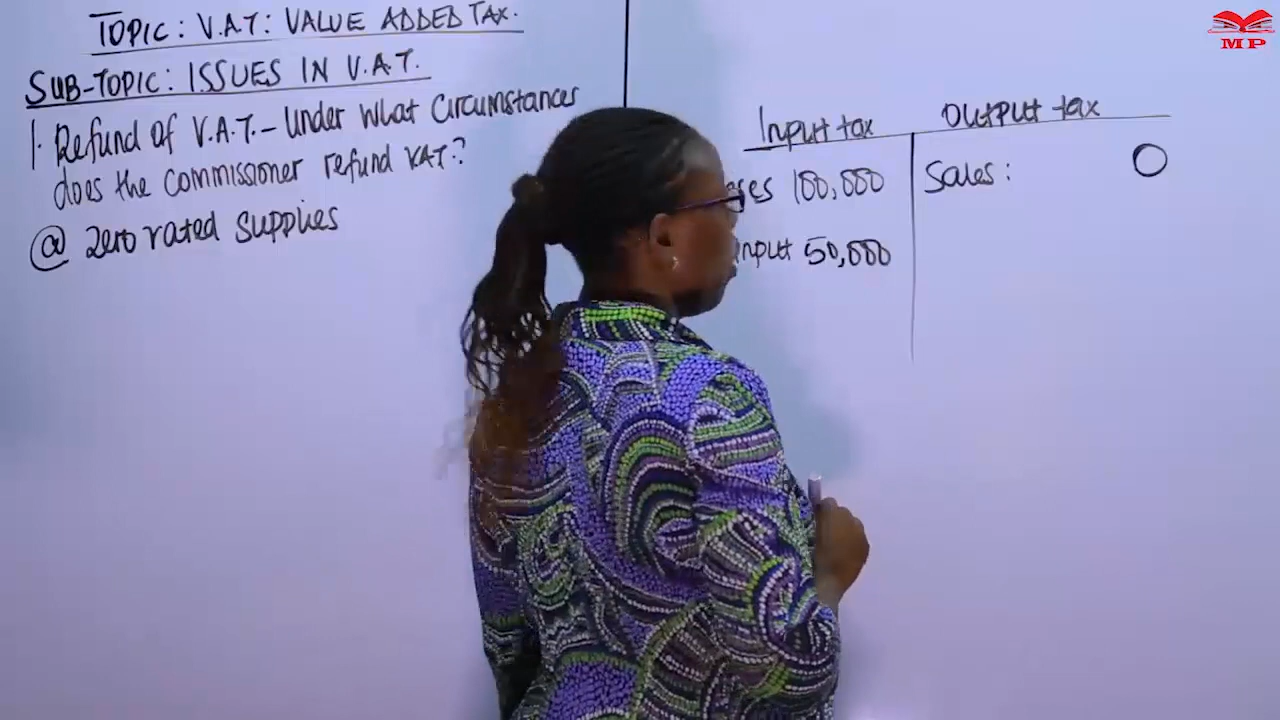 TOPIC: V.A.T: VALUE ADDED TAX.
SUB-TOPIC: ISSUES IN V.A.T.
1. Refund of V.A.T. - Under what circumstances
does the commissioner refund VAT?
@ Zero rated supplies
Input tax
100,000
input 50,000
Output tax
Sales: 0
MP